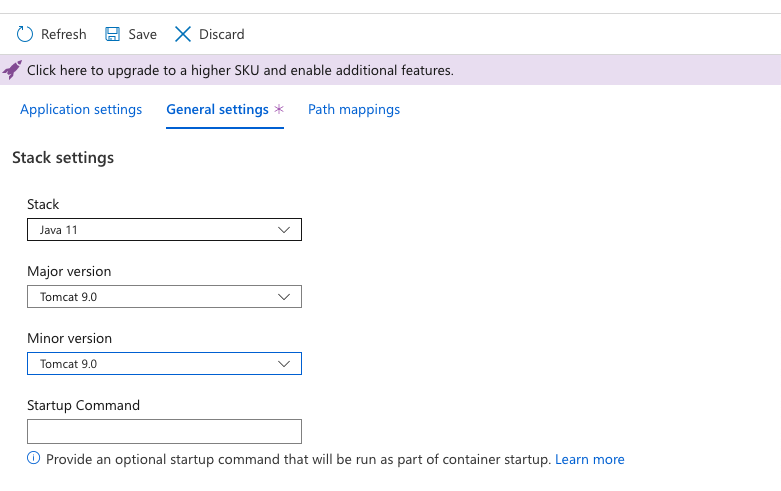 Refresh Save Discard
Click here to upgrade to a higher SKU and enable additional features.
Application settings General settings * Path mappings
Stack settings
Stack
Java 11
Major version
Tomcat 9.0
Minor version
Tomcat 9.0
Startup Command
Provide an optional startup command that will be run as part of container startup. Learn more